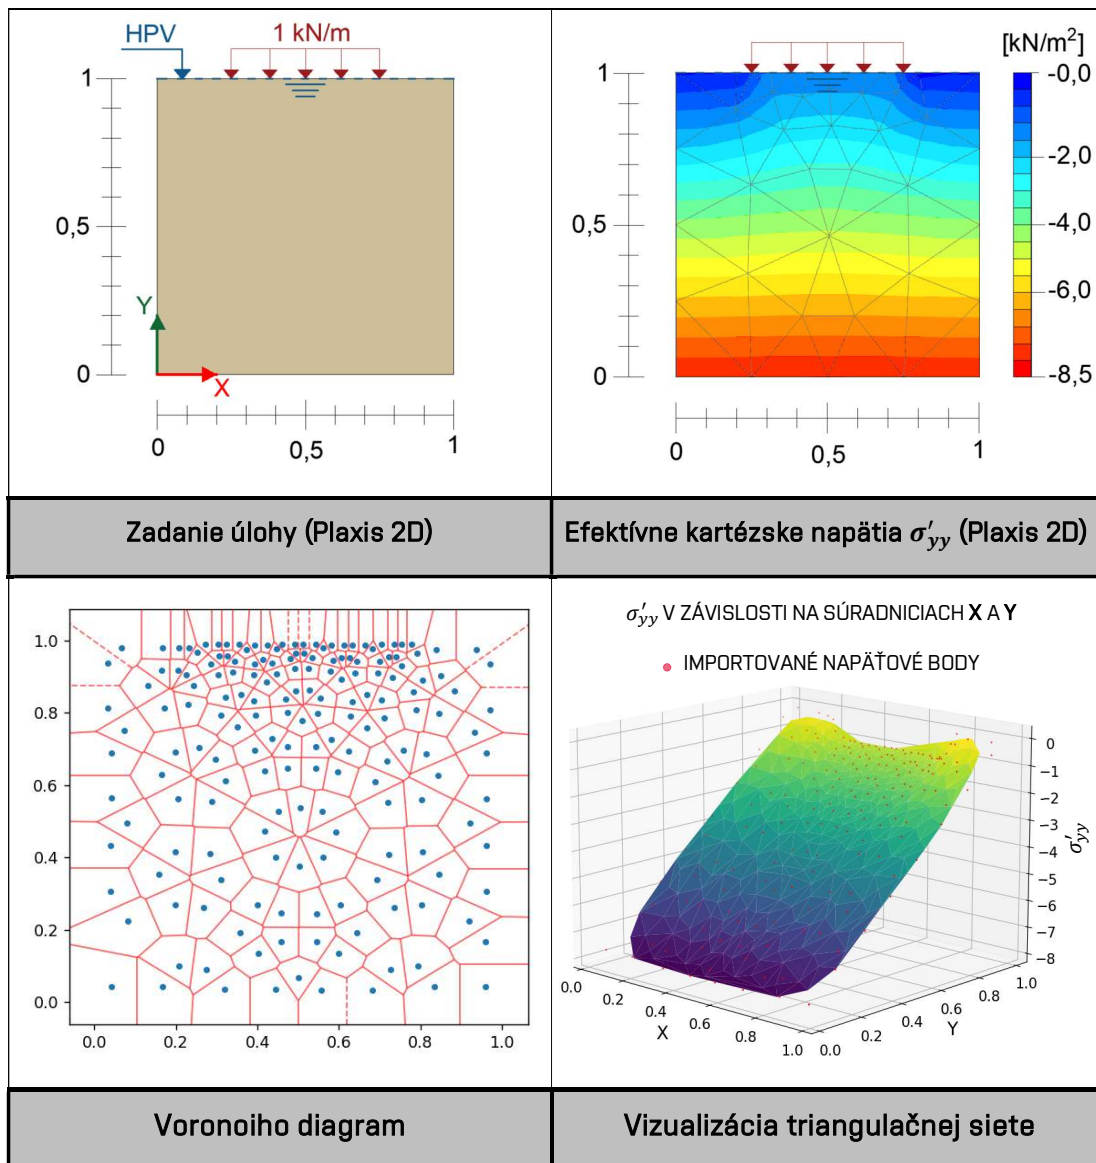 HPV
1 kN/m
1
0,5
0
Y
X
0
0,5
1
[kN/m²]
1
0,5
0
-0,0
-2,0
-4,0
-6,0
-8,5
0
0,5
1
Zadanie úlohy (Plaxis 2D)
Efektívne kartézske napätia σ'yy (Plaxis 2D)
1.0
0.8
0.6
0.4
0.2
0.0
0.0 0.2 0.4 0.6 0.8 1.0
σ'yy V ZÁVISLOSTI NA SÚRADNICIACH X A Y
IMPORTOVANÉ NAPÄŤOVÉ BODY
0
−1
−2
−3
−4
−5
−6
−7
−8
σ'yy
0.0 0.2 0.4 0.6 0.8 1.0
X
0.0 0.2 0.4 0.6 0.8 1.0
Y
Voronoiho diagram
Vizualizácia triangulačnej siete